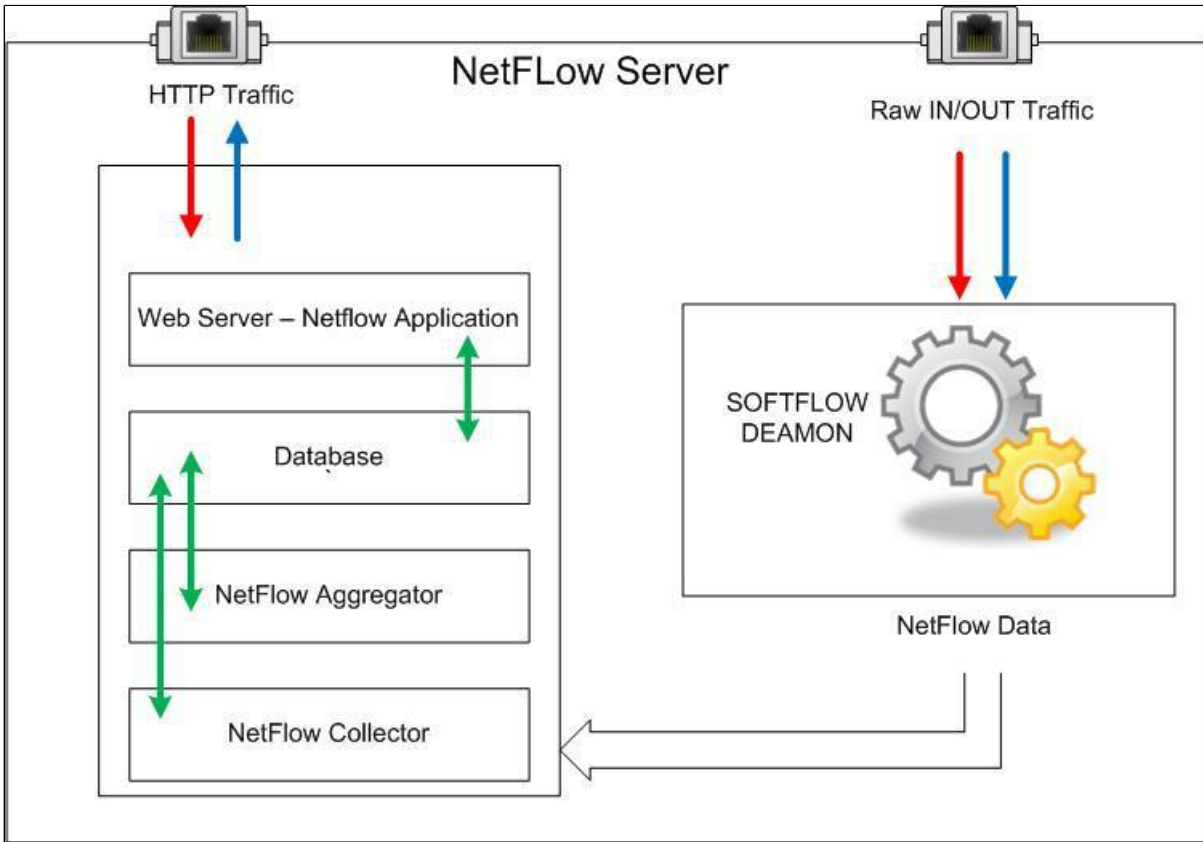 NetFLow Server
HTTP Traffic
Raw IN/OUT Traffic
Web Server – Netflow Application
Database
`
NetFlow Aggregator
NetFlow Collector
SOFTFLOW
DEAMON
NetFlow Data